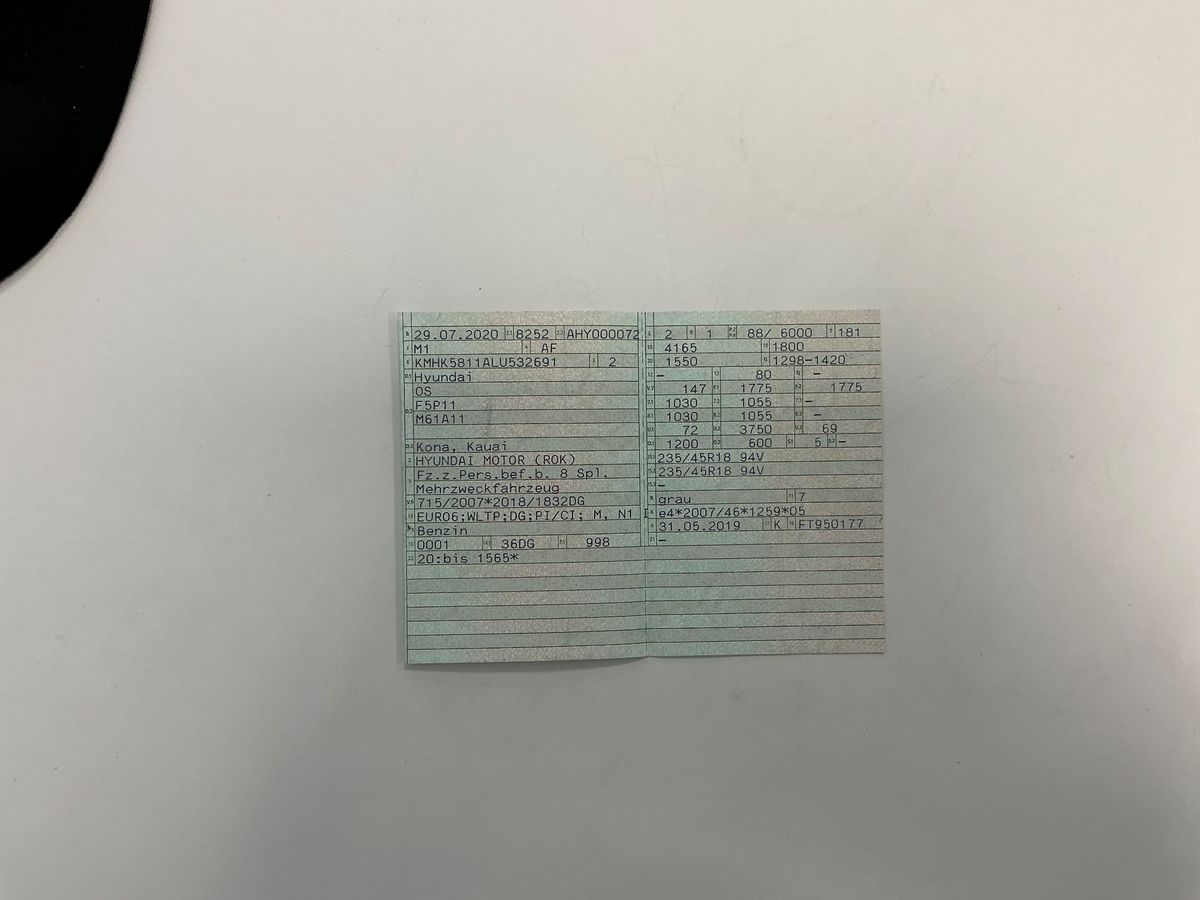 29.07.2020 8252 AHY000072
M1 AF
KMHK5811ALU532691 2
Hyundai
OS
F5P11
M61A11
Kona, Kauai
HYUNDAI MOTOR (ROK)
Fz.z.Pers.bef.b. 8 Spl.
Mehrzweckfahrzeug
715/2007*2018/1832DG
EURO6;WLTP;DG;PI/CI; M, N1 I
Benzin
0001 36DG 998
20:bis 1565*
2 1 88/ 6000 181
4165 1800
1550 1298-1420
– 80 –
147 1775 1775
1030 1055 –
1030 1055 –
72 3750 69
1200 600 5 –
235/45R18 94V
235/45R18 94V
–
grau 7
e4*2007/46*1259*05
31.05.2019 K FT950177
–